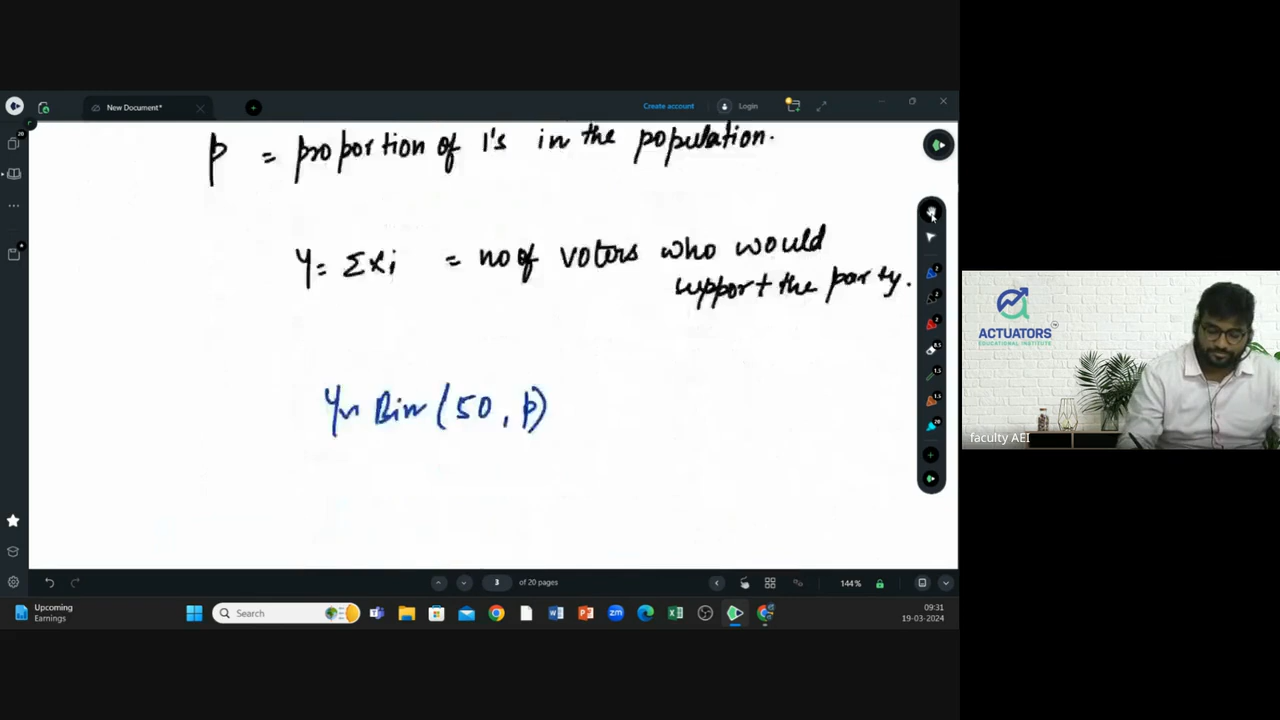 New Document*
Create account
Login
20
p = proportion of 1's in the population.
Y = Σxi = no of voters who would
support the party.
Y ~ Bin (50, p)
ACTUATORS
EDUCATIONAL INSTITUTE
faculty AEI
3 of 20 pages
144%
Upcoming
Earnings
Search
09:31
19-03-2024